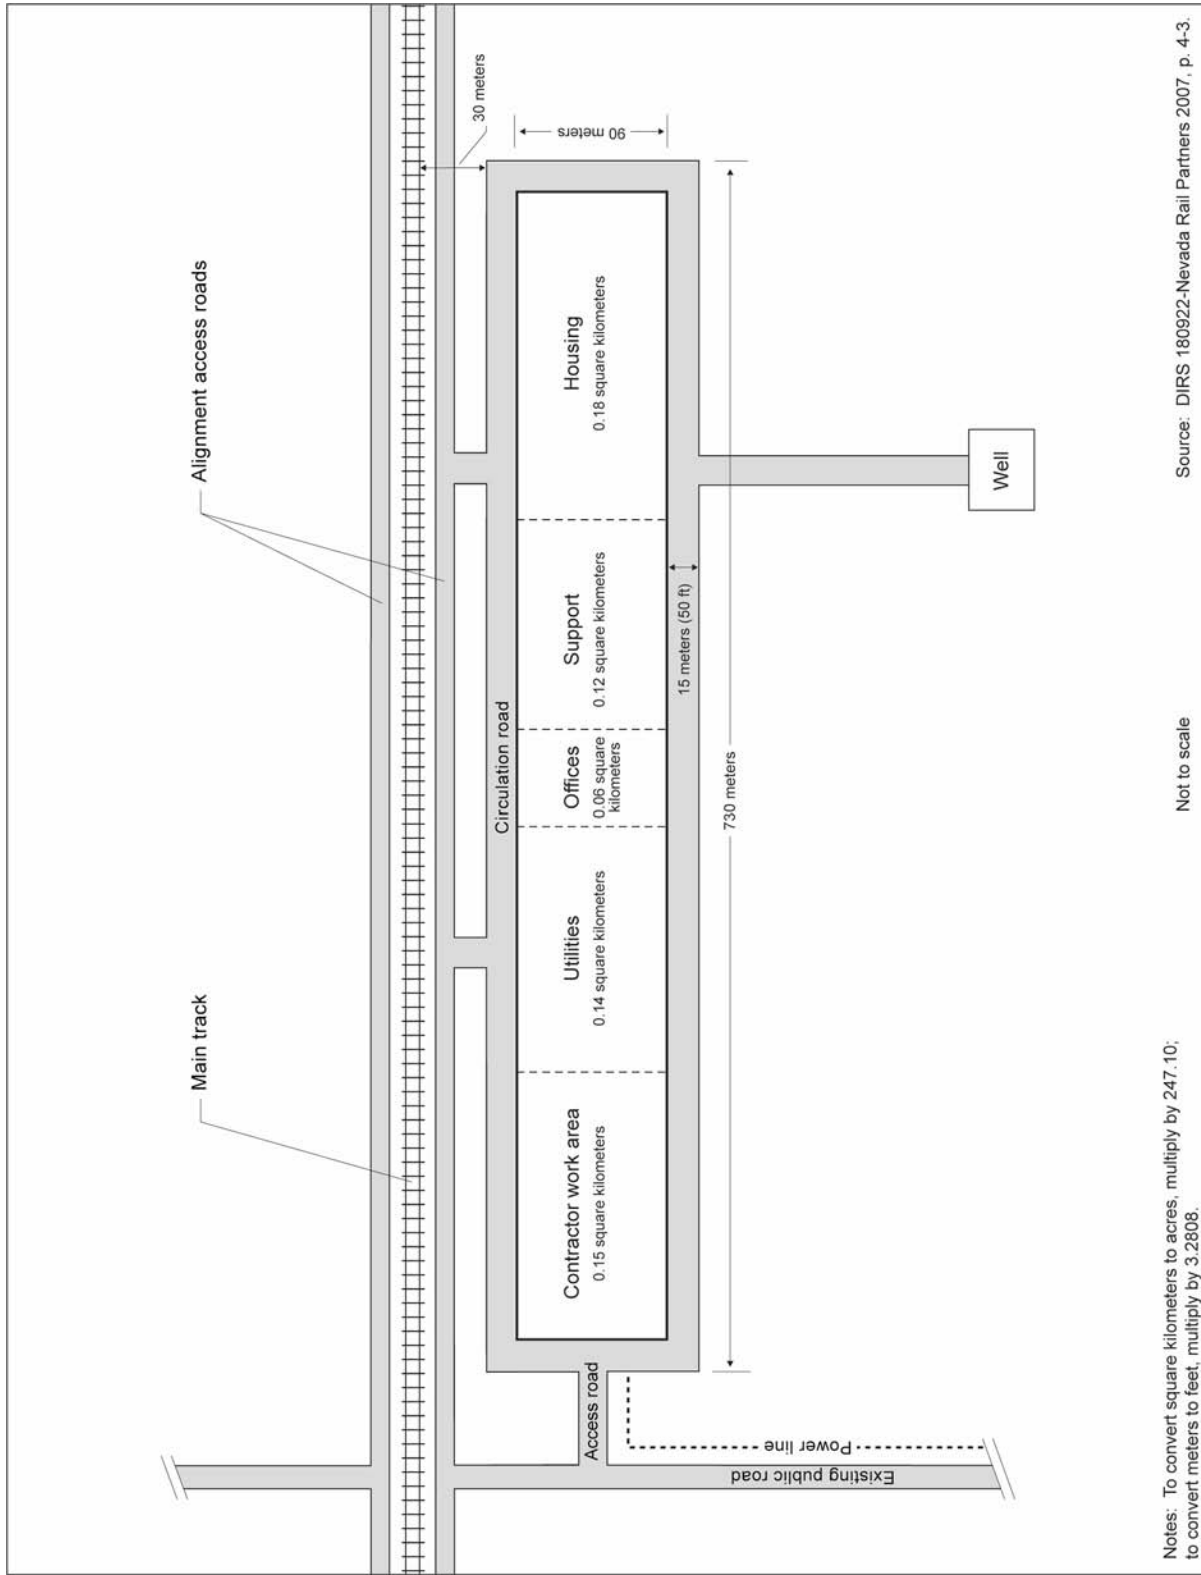 Main track
Alignment access roads
30 meters
90 meters
Circulation road
Contractor work area
0.15 square kilometers
Utilities
0.14 square kilometers
Offices
0.06 square
kilometers
Support
0.12 square kilometers
Housing
0.18 square kilometers
15 meters (50 ft)
730 meters
Access road
Power line
Existing public road
Well
Notes: To convert square kilometers to acres, multiply by 247.10;
to convert meters to feet, multiply by 3.2808.
Not to scale
Source: DIRS 180922-Nevada Rail Partners 2007, p. 4-3.